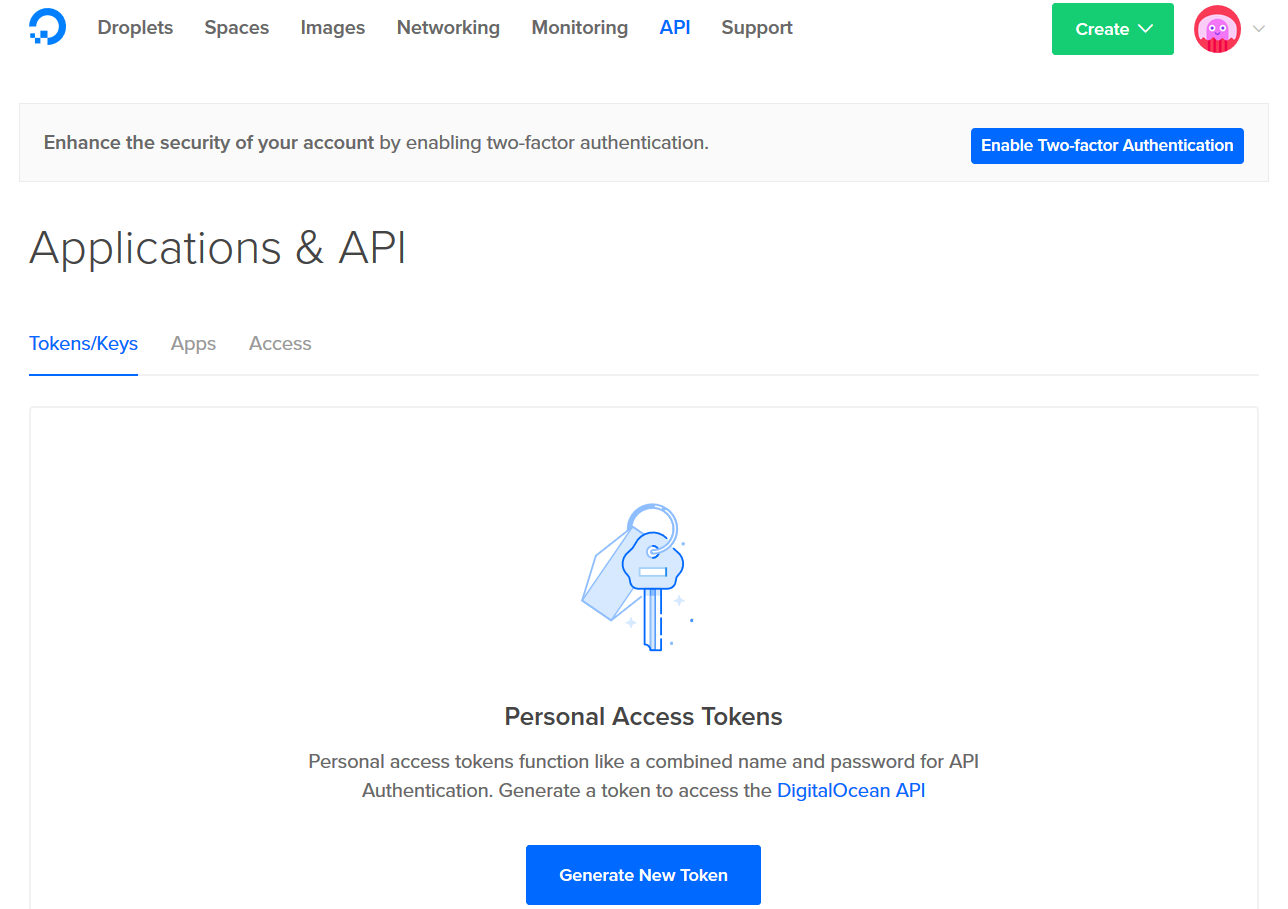 Droplets Spaces Images Networking Monitoring API Support Create
Enhance the security of your account by enabling two-factor authentication. Enable Two-factor Authentication
Applications & API
Tokens/Keys Apps Access
Personal Access Tokens
Personal access tokens function like a combined name and password for API
Authentication. Generate a token to access the DigitalOcean API
Generate New Token